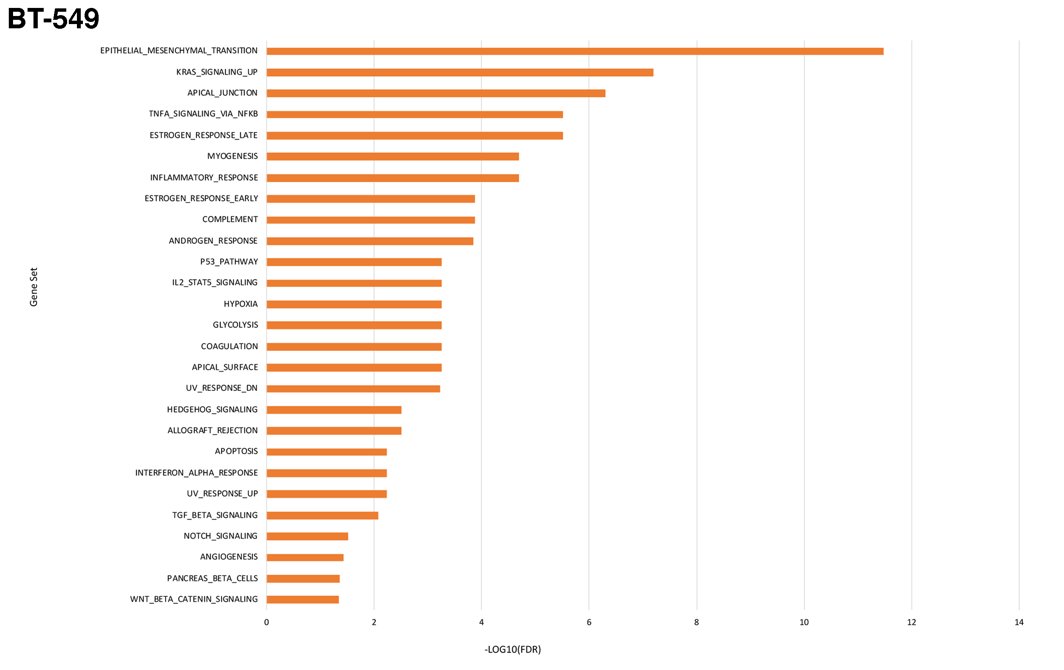 BT-549
EPITHELIAL_MESENCHYMAL_TRANSITION
KRAS_SIGNALING_UP
APICAL_JUNCTION
TNFA_SIGNALING_VIA_NFKB
ESTROGEN_RESPONSE_LATE
MYOGENESIS
INFLAMMATORY_RESPONSE
ESTROGEN_RESPONSE_EARLY
COMPLEMENT
ANDROGEN_RESPONSE
P53_PATHWAY
IL2_STAT5_SIGNALING
HYPOXIA
GLYCOLYSIS
COAGULATION
APICAL_SURFACE
UV_RESPONSE_DN
HEDGEHOG_SIGNALING
ALLOGRAFT_REJECTION
APOPTOSIS
INTERFERON_ALPHA_RESPONSE
UV_RESPONSE_UP
TGF_BETA_SIGNALING
NOTCH_SIGNALING
ANGIOGENESIS
PANCREAS_BETA_CELLS
WNT_BETA_CATENIN_SIGNALING
Gene Set
0 2 4 6 8 10 12 14
-LOG10(FDR)